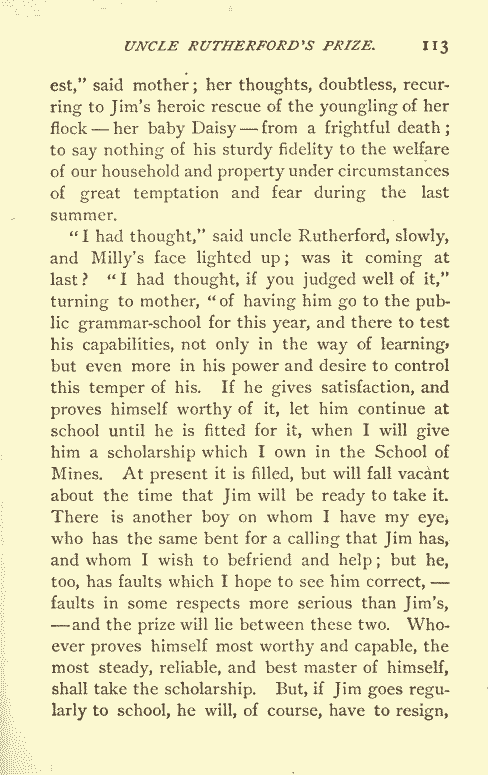 UNCLE RUTHERFORD'S PRIZE. 113
est," said mother; her thoughts, doubtless, recur-
ring to Jim's heroic rescue of the youngling of her
flock — her baby Daisy — from a frightful death;
to say nothing of his sturdy fidelity to the welfare
of our household and property under circumstances
of great temptation and fear during the last
summer.
"I had thought," said uncle Rutherford, slowly,
and Milly's face lighted up; was it coming at
last? "I had thought, if you judged well of it,"
turning to mother, "of having him go to the pub-
lic grammar-school for this year, and there to test
his capabilities, not only in the way of learning,
but even more in his power and desire to control
this temper of his. If he gives satisfaction, and
proves himself worthy of it, let him continue at
school until he is fitted for it, when I will give
him a scholarship which I own in the School of
Mines. At present it is filled, but will fall vacant
about the time that Jim will be ready to take it.
There is another boy on whom I have my eye,
who has the same bent for a calling that Jim has,
and whom I wish to befriend and help; but he,
too, has faults which I hope to see him correct, —
faults in some respects more serious than Jim's,
— and the prize will lie between these two. Who-
ever proves himself most worthy and capable, the
most steady, reliable, and best master of himself,
shall take the scholarship. But, if Jim goes regu-
larly to school, he will, of course, have to resign,